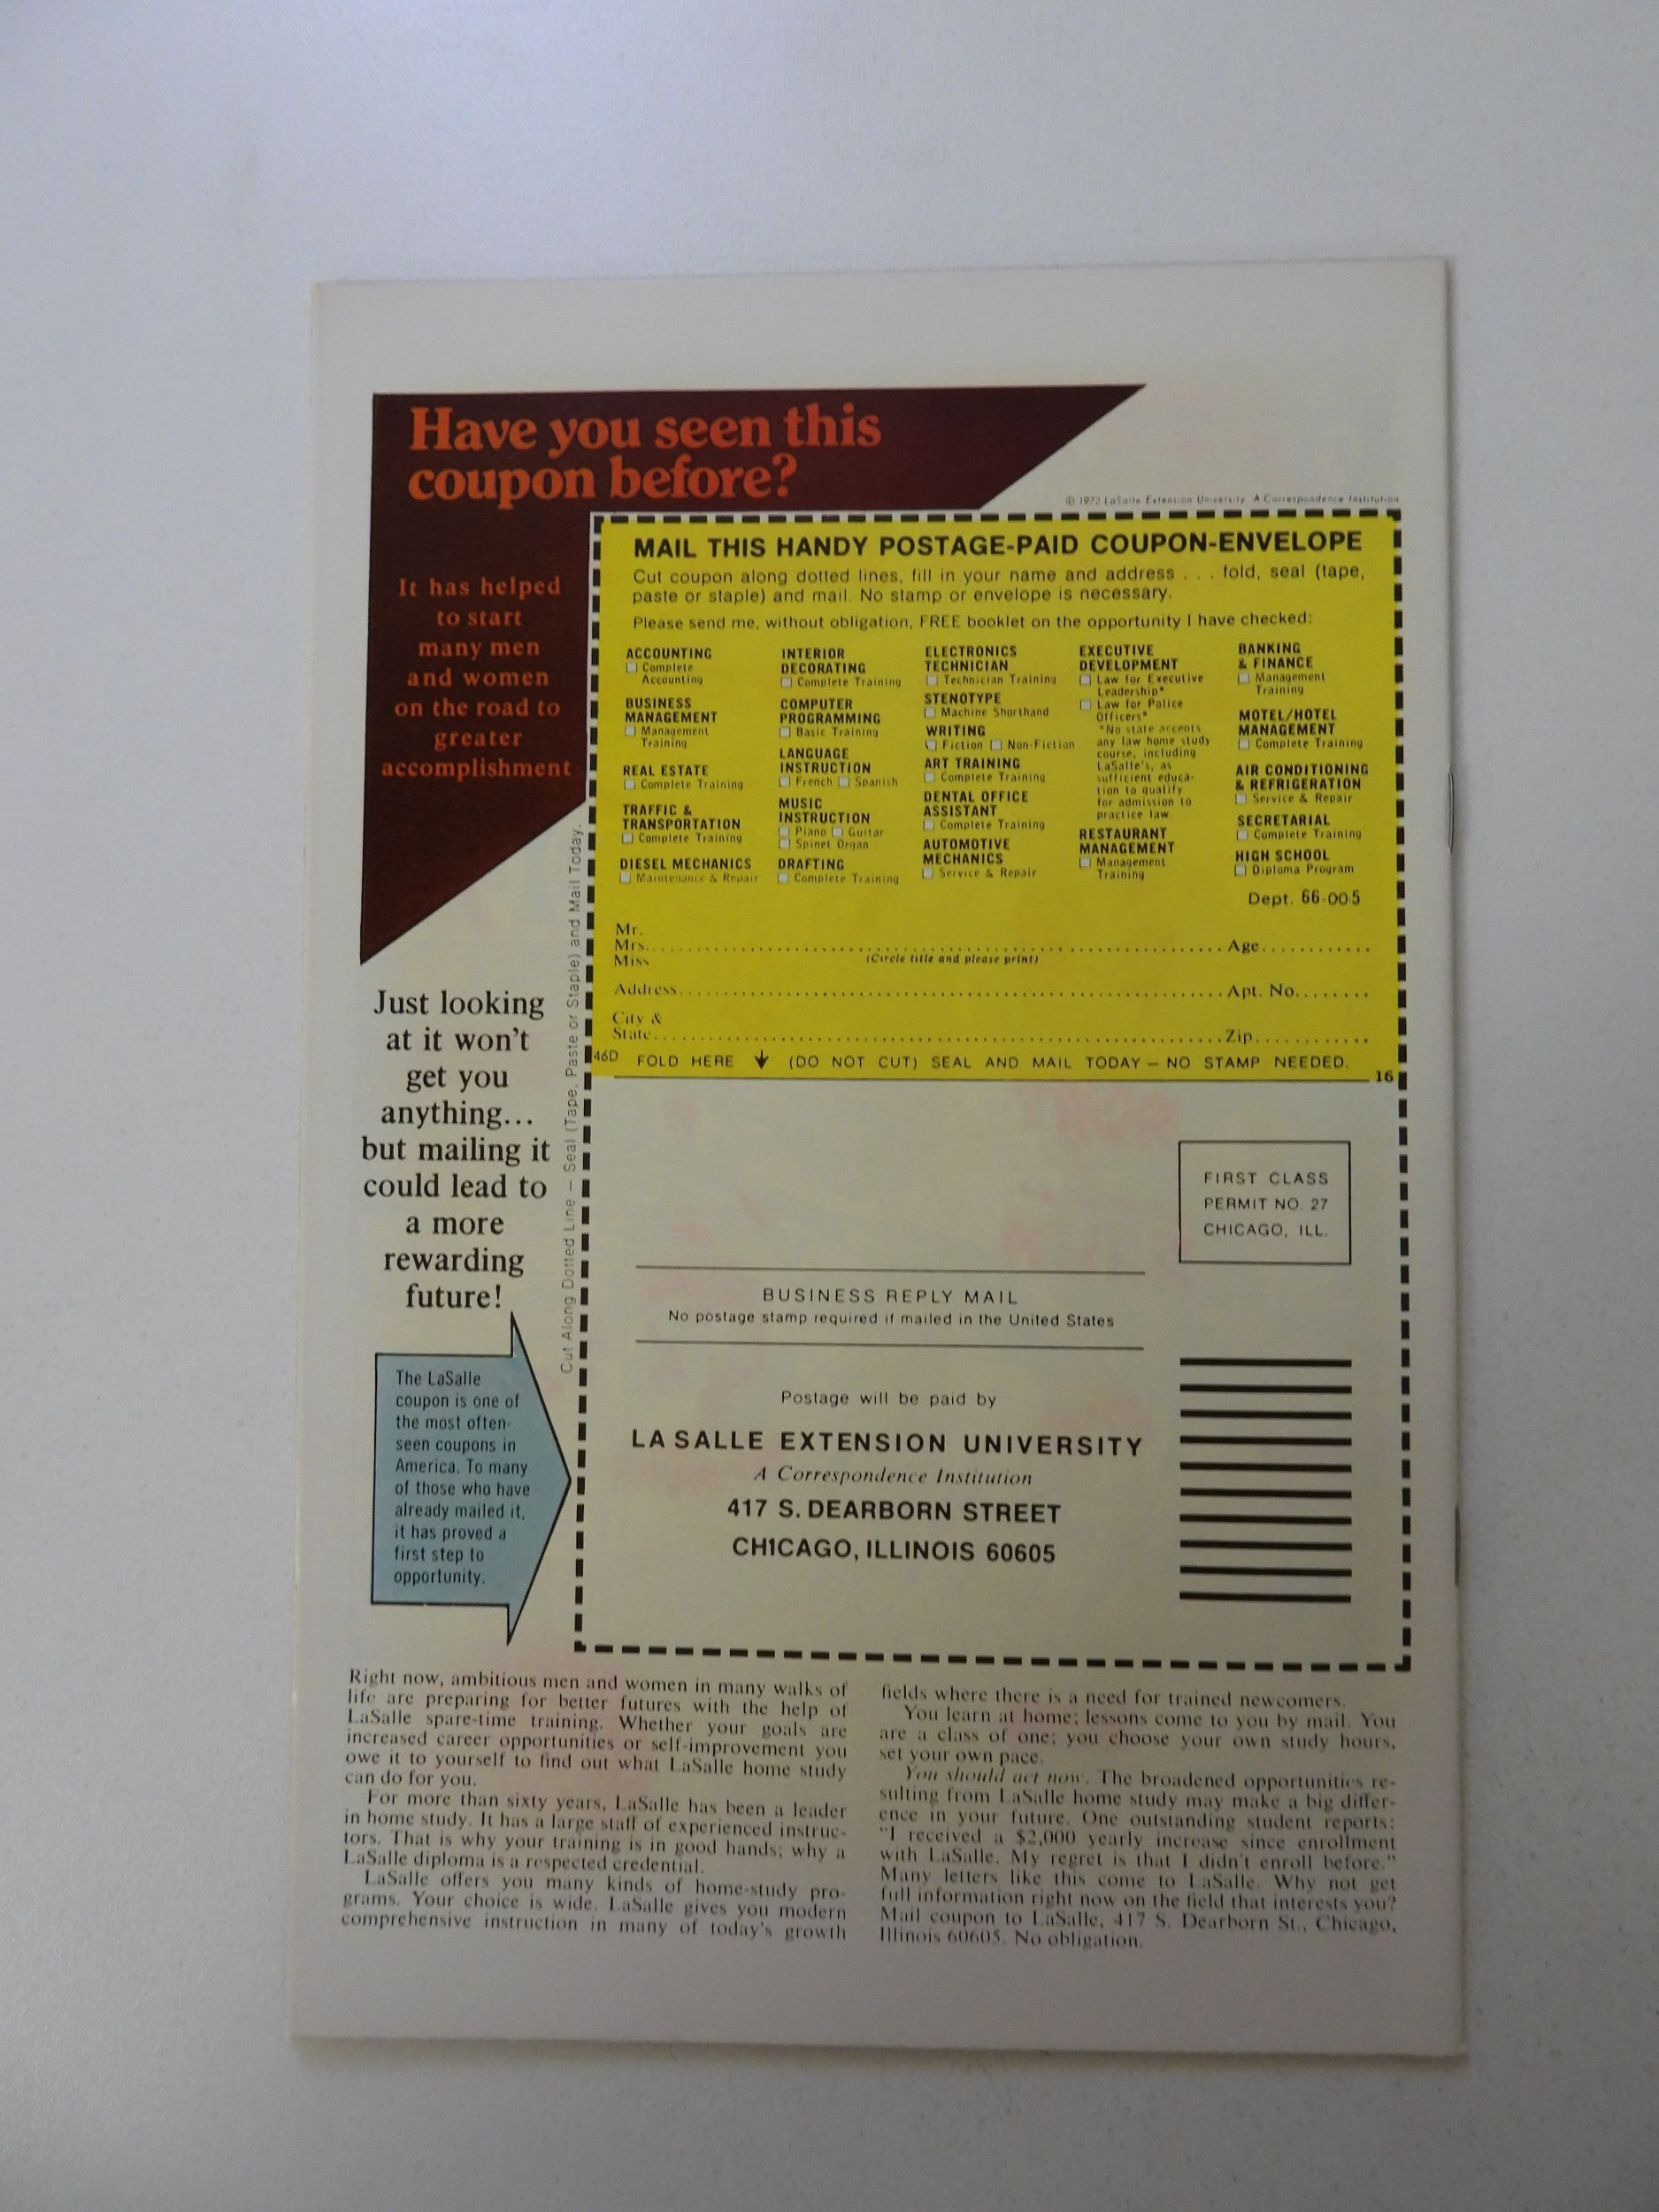 Have you seen this
coupon before?
It has helped
to start
many men
and women
on the road to
greater
accomplishment
© 1972 LaSalle Extension University A Correspondence Institution
MAIL THIS HANDY POSTAGE-PAID COUPON-ENVELOPE
Cut coupon along dotted lines, fill in your name and address . . . fold, seal (tape,
paste or staple) and mail. No stamp or envelope is necessary.
Please send me, without obligation, FREE booklet on the opportunity I have checked:
ACCOUNTING
Complete
Accounting
BUSINESS
MANAGEMENT
Management
Training
REAL ESTATE
Complete Training
TRAFFIC &
TRANSPORTATION
Complete Training
DIESEL MECHANICS
Maintenance & Repair
INTERIOR
DECORATING
Complete Training
COMPUTER
PROGRAMMING
Basic Training
LANGUAGE
INSTRUCTION
French Spanish
MUSIC
INSTRUCTION
Piano Guitar
Spinet Organ
DRAFTING
Complete Training
ELECTRONICS
TECHNICIAN
Technician Training
STENOTYPE
Machine Shorthand
WRITING
Fiction Non-Fiction
ART TRAINING
Complete Training
DENTAL OFFICE
ASSISTANT
Complete Training
AUTOMOTIVE
MECHANICS
Service & Repair
EXECUTIVE
DEVELOPMENT
Law for Executive
Leadership*
Law for Police
Officers*
*No state accepts
any law home study
course, including
LaSalle's, as
sufficient educa-
tion to qualify
for admission to
practice law.
RESTAURANT
MANAGEMENT
Management
Training
BANKING
& FINANCE
Management
Training
MOTEL/HOTEL
MANAGEMENT
Complete Training
AIR CONDITIONING
& REFRIGERATION
Service & Repair
SECRETARIAL
Complete Training
HIGH SCHOOL
Diploma Program
Dept. 66-005
Mr.
Mrs. Age
Miss (Circle title and please print)
Address Apt. No.
City &
State Zip
46D FOLD HERE (DO NOT CUT) SEAL AND MAIL TODAY — NO STAMP NEEDED.
16
Cut Along Dotted Line — Seal (Tape, Paste or Staple) and Mail Today.
Just looking
at it won't
get you
anything...
but mailing it
could lead to
a more
rewarding
future!
The LaSalle
coupon is one of
the most often-
seen coupons in
America. To many
of those who have
already mailed it,
it has proved a
first step to
opportunity.
FIRST CLASS
PERMIT NO. 27
CHICAGO, ILL.
BUSINESS REPLY MAIL
No postage stamp required if mailed in the United States
Postage will be paid by
LA SALLE EXTENSION UNIVERSITY
A Correspondence Institution
417 S. DEARBORN STREET
CHICAGO, ILLINOIS 60605
Right now, ambitious men and women in many walks of
life are preparing for better futures with the help of
LaSalle spare-time training. Whether your goals are
increased career opportunities or self-improvement you
owe it to yourself to find out what LaSalle home study
can do for you.
For more than sixty years, LaSalle has been a leader
in home study. It has a large staff of experienced instruc-
tors. That is why your training is in good hands; why a
LaSalle diploma is a respected credential.
LaSalle offers you many kinds of home-study pro-
grams. Your choice is wide. LaSalle gives you modern
comprehensive instruction in many of today's growth
fields where there is a need for trained newcomers.
You learn at home; lessons come to you by mail. You
are a class of one; you choose your own study hours,
set your own pace.
You should act now. The broadened opportunities re-
sulting from LaSalle home study may make a big differ-
ence in your future. One outstanding student reports:
"I received a $2,000 yearly increase since enrollment
with LaSalle. My regret is that I didn't enroll before."
Many letters like this come to LaSalle. Why not get
full information right now on the field that interests you?
Mail coupon to LaSalle, 417 S. Dearborn St., Chicago,
Illinois 60605. No obligation.